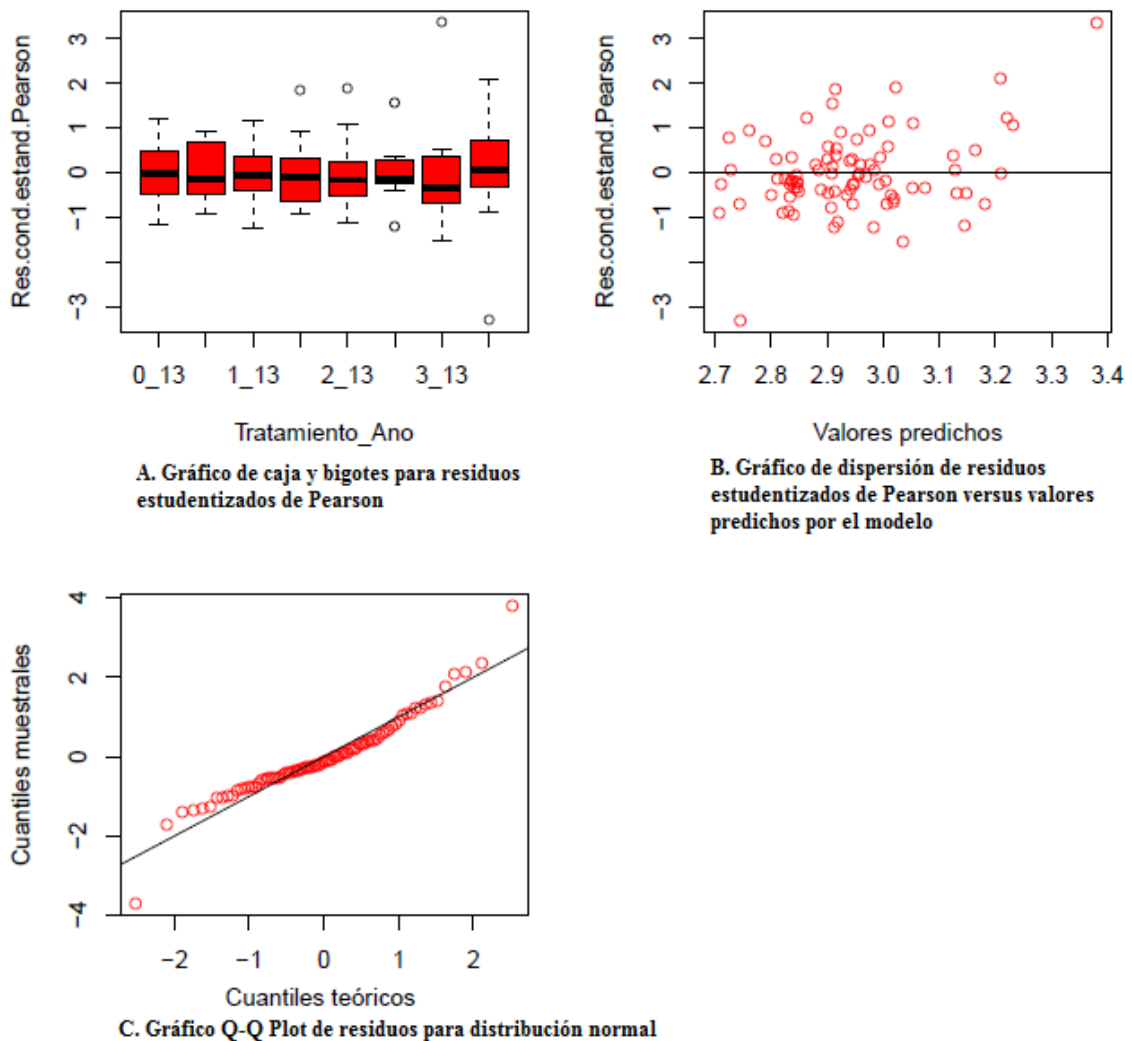 Res.cond.estand.Pearson
3
2
1
0
−1
−3
0_13 1_13 2_13 3_13
Tratamiento_Ano
A. Gráfico de caja y bigotes para residuos
estudentizados de Pearson
Res.cond.estand.Pearson
3
2
1
0
−1
−3
2.7 2.8 2.9 3.0 3.1 3.2 3.3 3.4
Valores predichos
B. Gráfico de dispersión de residuos
estudentizados de Pearson versus valores
predichos por el modelo
Cuantiles muestrales
4
2
0
−2
−4
−2 −1 0 1 2
Cuantiles teóricos
C. Gráfico Q-Q Plot de residuos para distribución normal